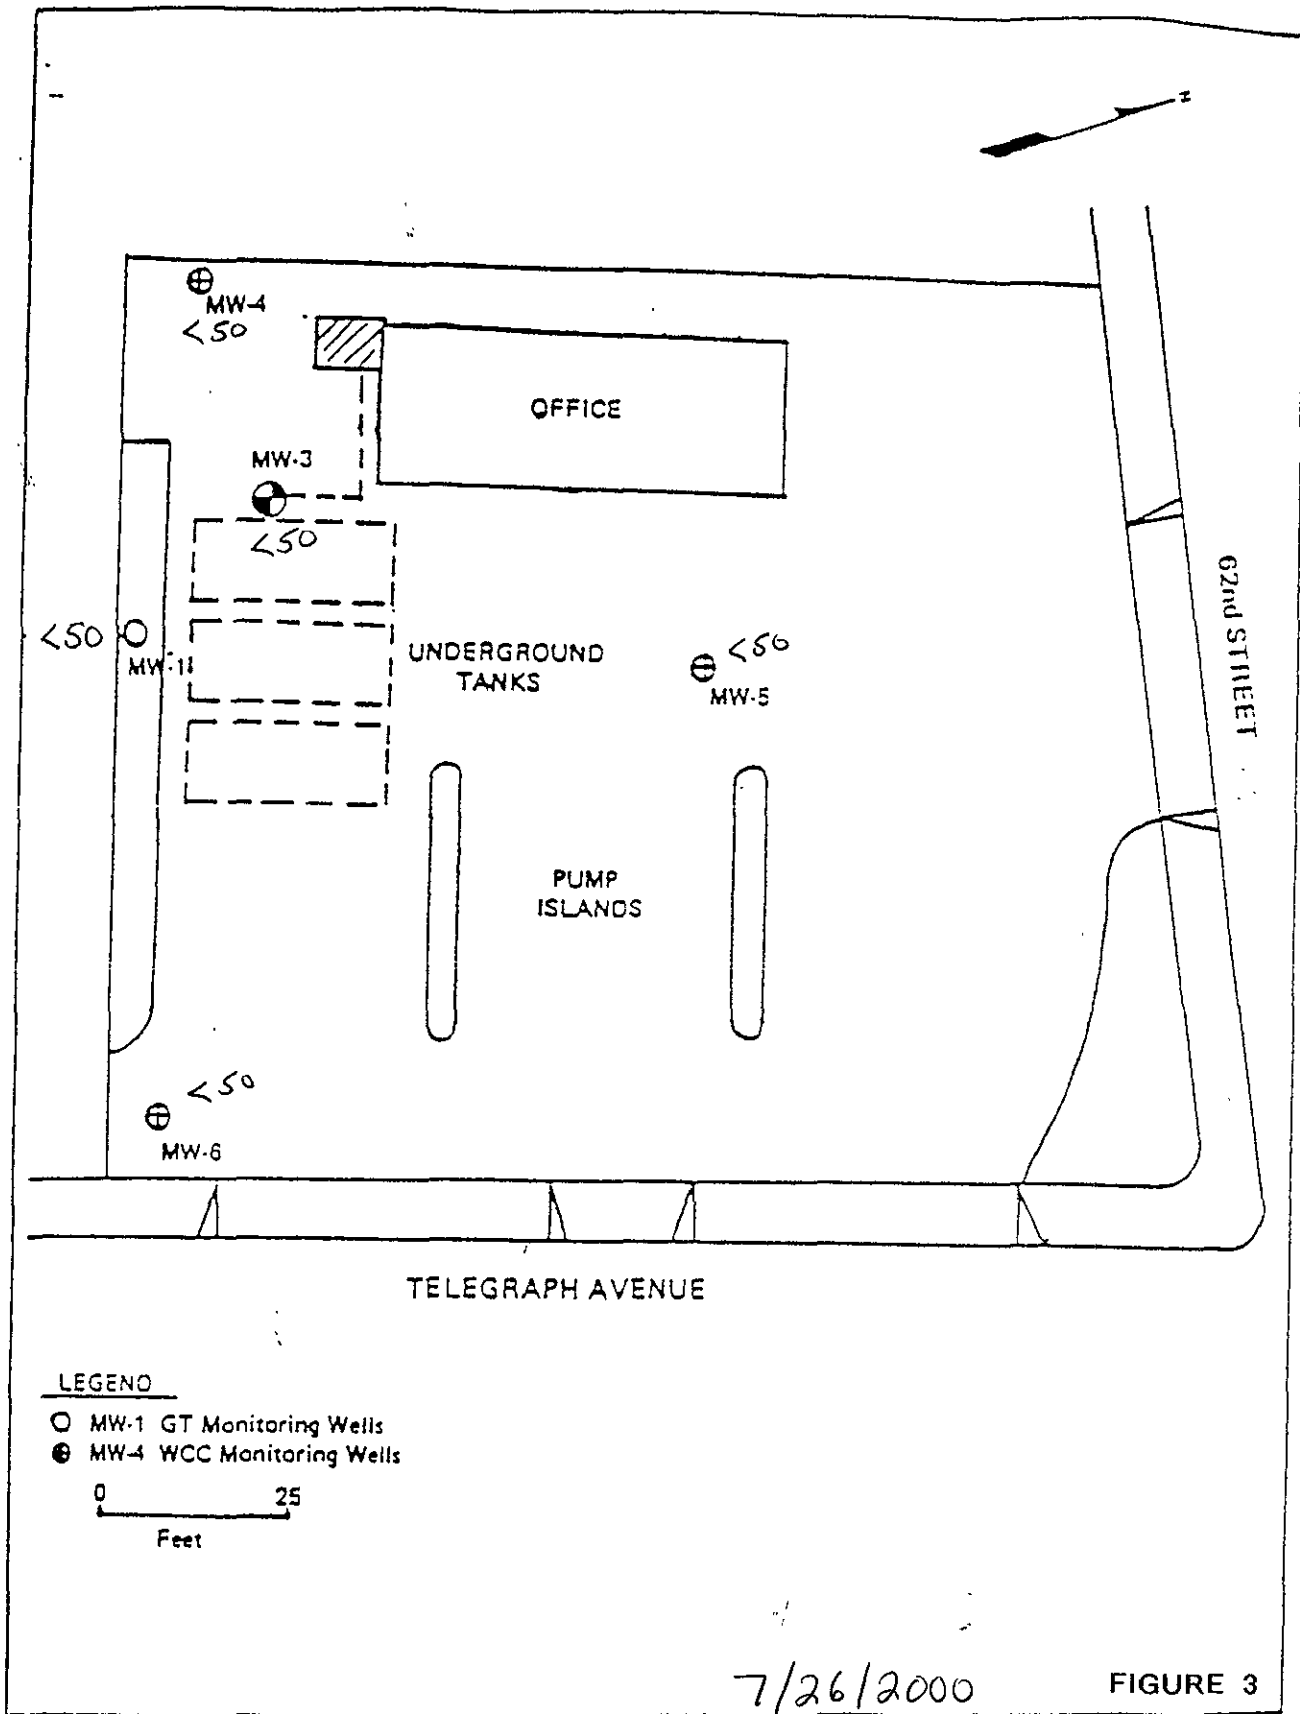 N
MW-4
<50
OFFICE
MW-3
<50
<50
MW-1
UNDERGROUND
TANKS
<50
MW-5
62nd STREET
PUMP
ISLANDS
<50
MW-6
TELEGRAPH AVENUE
LEGEND
MW-1 GT Monitoring Wells
MW-4 WCC Monitoring Wells
0 25
Feet
7/26/2000
FIGURE 3